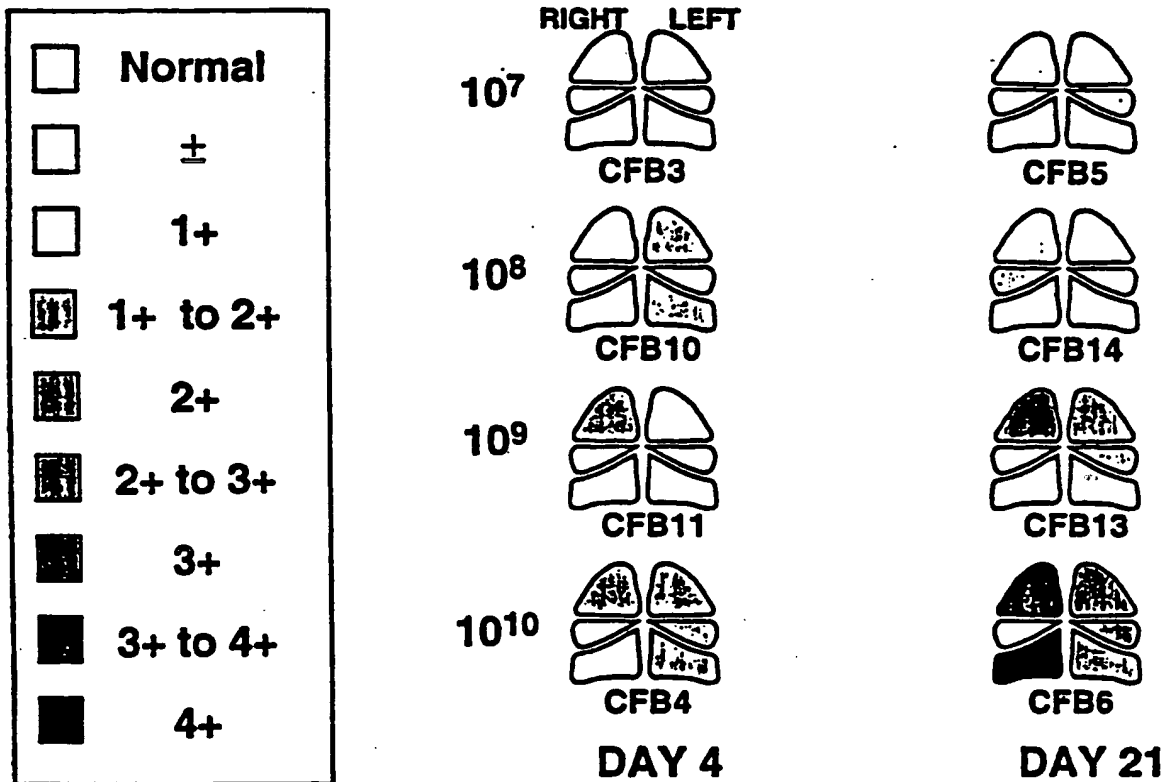 Normal
±
1+
1+ to 2+
2+
2+ to 3+
3+
3+ to 4+
4+
RIGHT LEFT
10⁷
CFB3 CFB5
10⁸
CFB10 CFB14
10⁹
CFB11 CFB13
10¹⁰
CFB4 CFB6
DAY 4 DAY 21